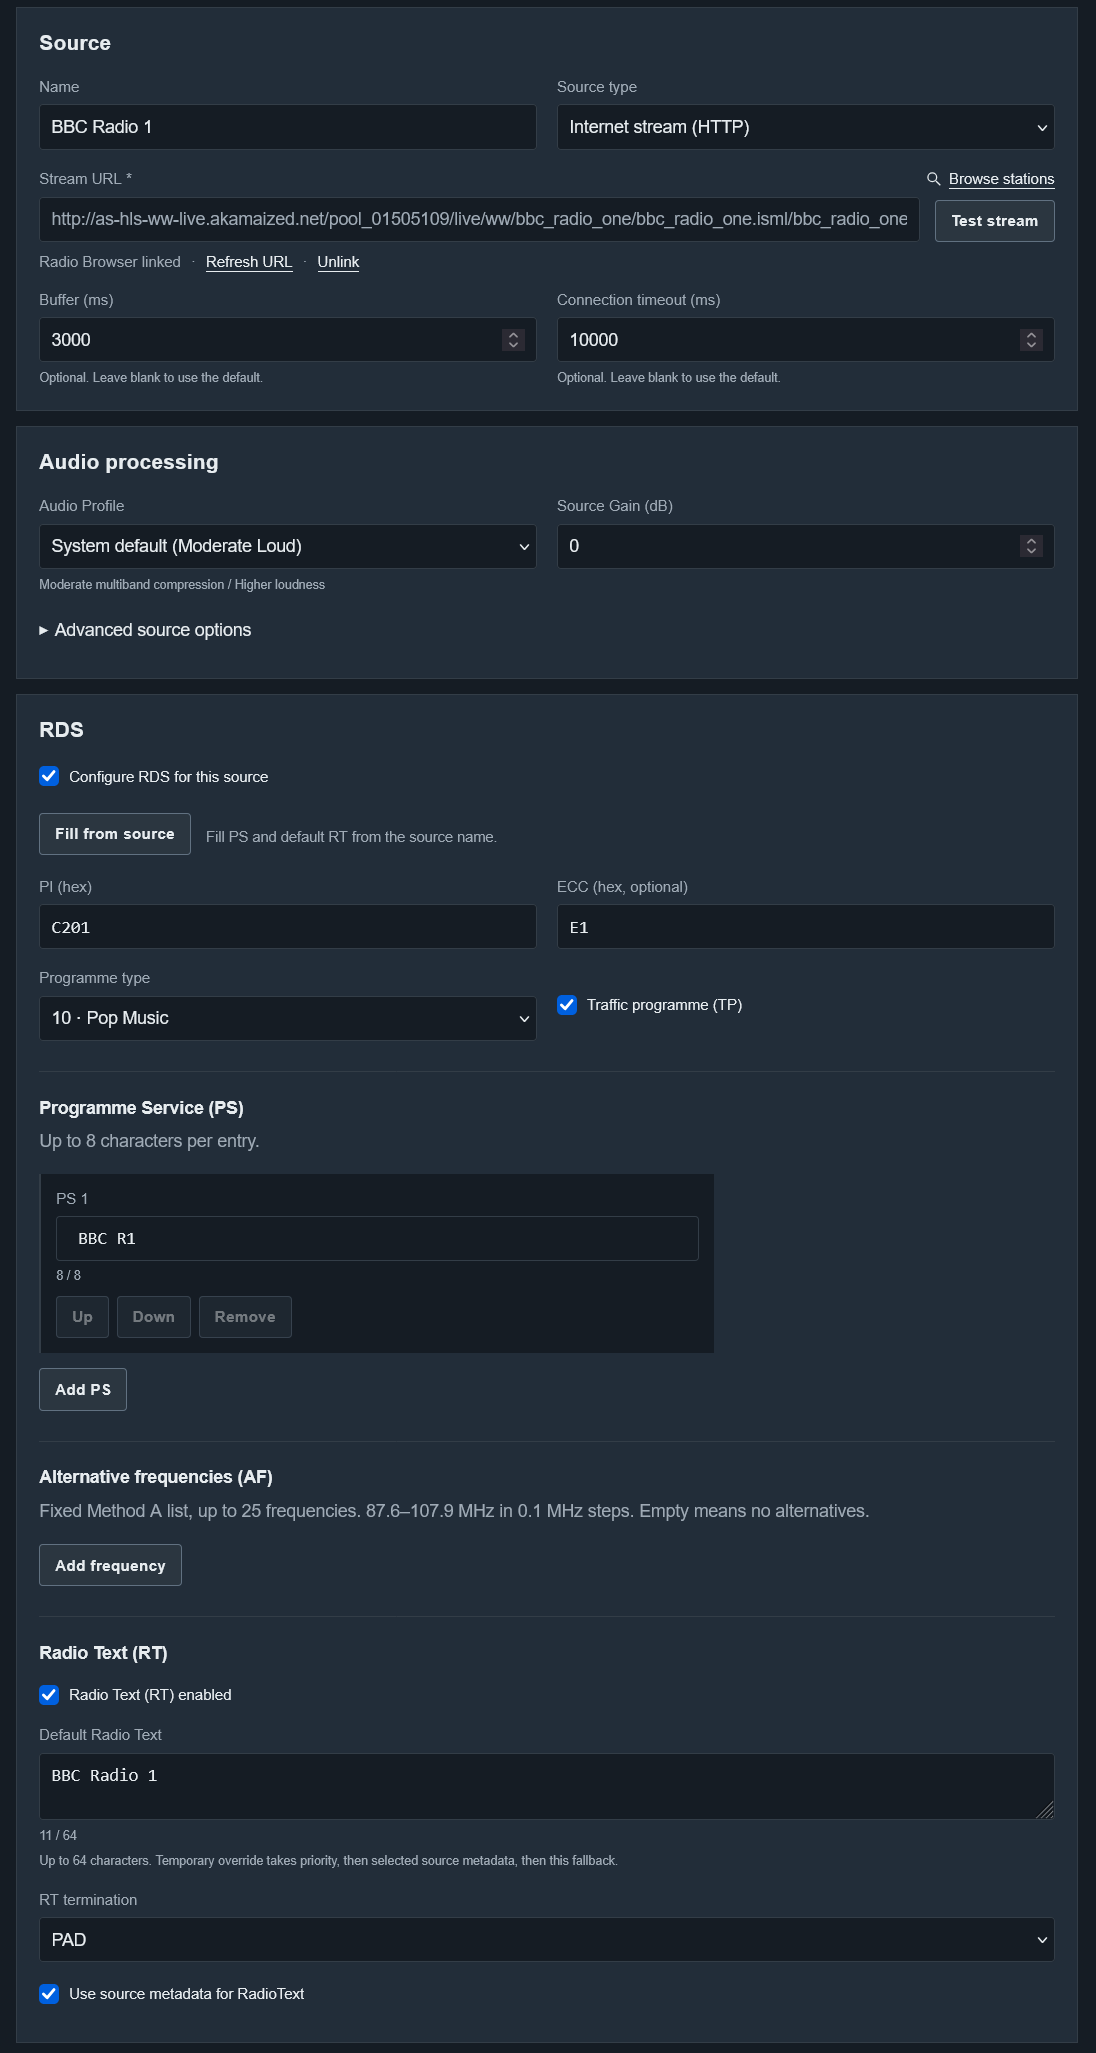 Source
Name
Source type
BBC Radio 1
Internet stream (HTTP)
Stream URL *
Browse stations
http://as-hls-ww-live.akamaized.net/pool_01505109/live/ww/bbc_radio_one/bbc_radio_one.isml/bbc_radio_one
Test stream
Radio Browser linked · Refresh URL · Unlink
Buffer (ms)
Connection timeout (ms)
3000
10000
Optional. Leave blank to use the default.
Optional. Leave blank to use the default.
Audio processing
Audio Profile
Source Gain (dB)
System default (Moderate Loud)
0
Moderate multiband compression / Higher loudness
Advanced source options
RDS
Configure RDS for this source
Fill from source
Fill PS and default RT from the source name.
PI (hex)
ECC (hex, optional)
C201
E1
Programme type
10 · Pop Music
Traffic programme (TP)
Programme Service (PS)
Up to 8 characters per entry.
PS 1
BBC R1
8 / 8
Up
Down
Remove
Add PS
Alternative frequencies (AF)
Fixed Method A list, up to 25 frequencies. 87.6–107.9 MHz in 0.1 MHz steps. Empty means no alternatives.
Add frequency
Radio Text (RT)
Radio Text (RT) enabled
Default Radio Text
BBC Radio 1
11 / 64
Up to 64 characters. Temporary override takes priority, then selected source metadata, then this fallback.
RT termination
PAD
Use source metadata for RadioText